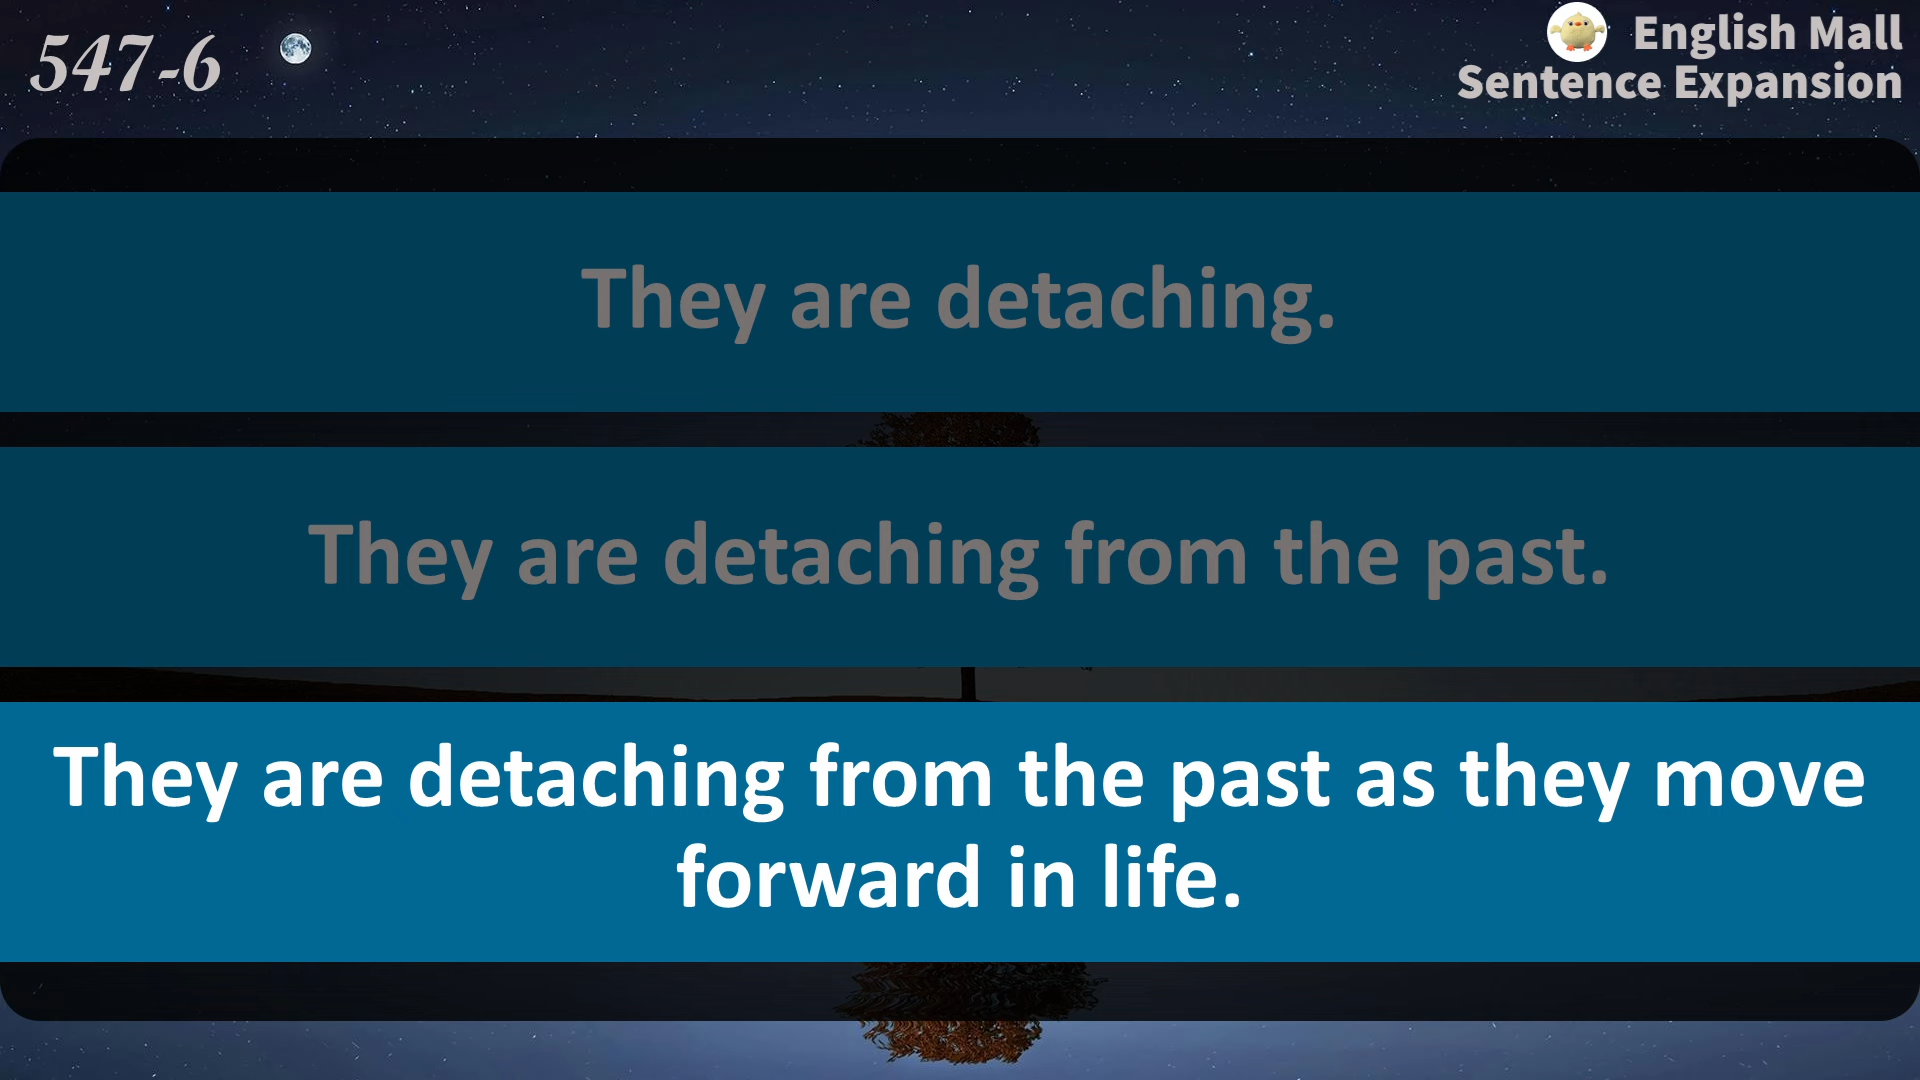 547-6
English Mall
Sentence Expansion
They are detaching.
They are detaching from the past.
They are detaching from the past as they move
forward in life.